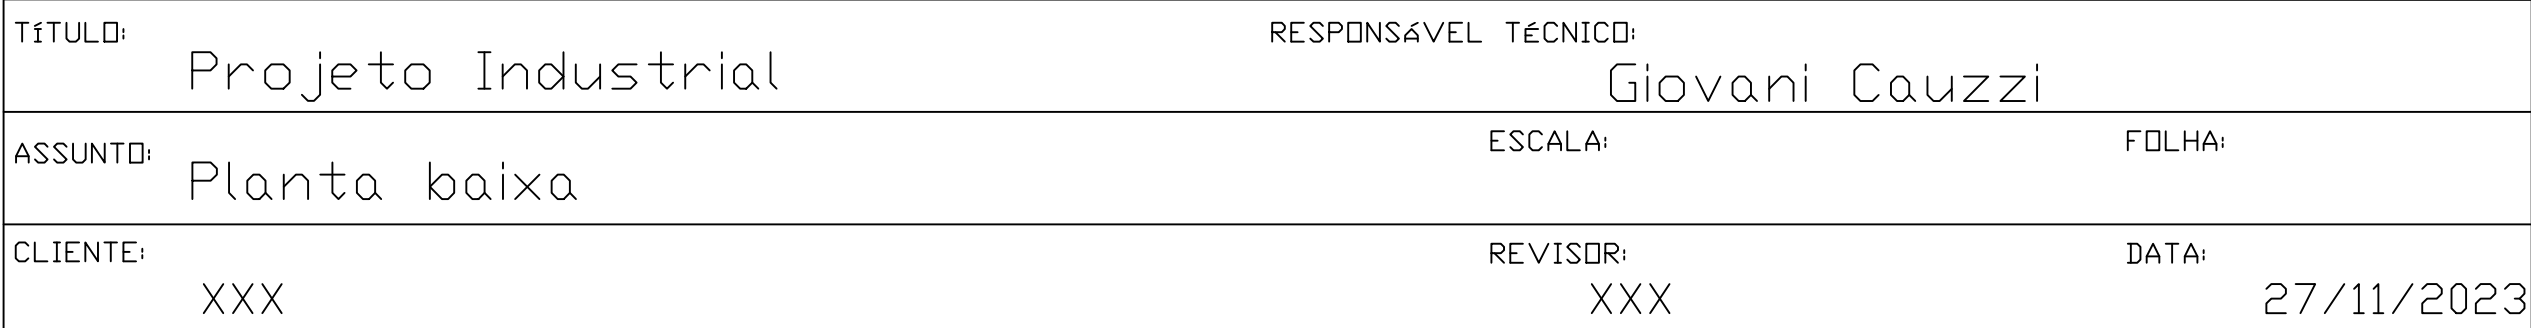 TíTULO: RESPONSáVEL TéCNICO:
Projeto Industrial Giovani Cauzzi
ASSUNTO: ESCALA: FOLHA:
Planta baixa
CLIENTE: REVISOR: DATA:
XXX XXX 27/11/2023